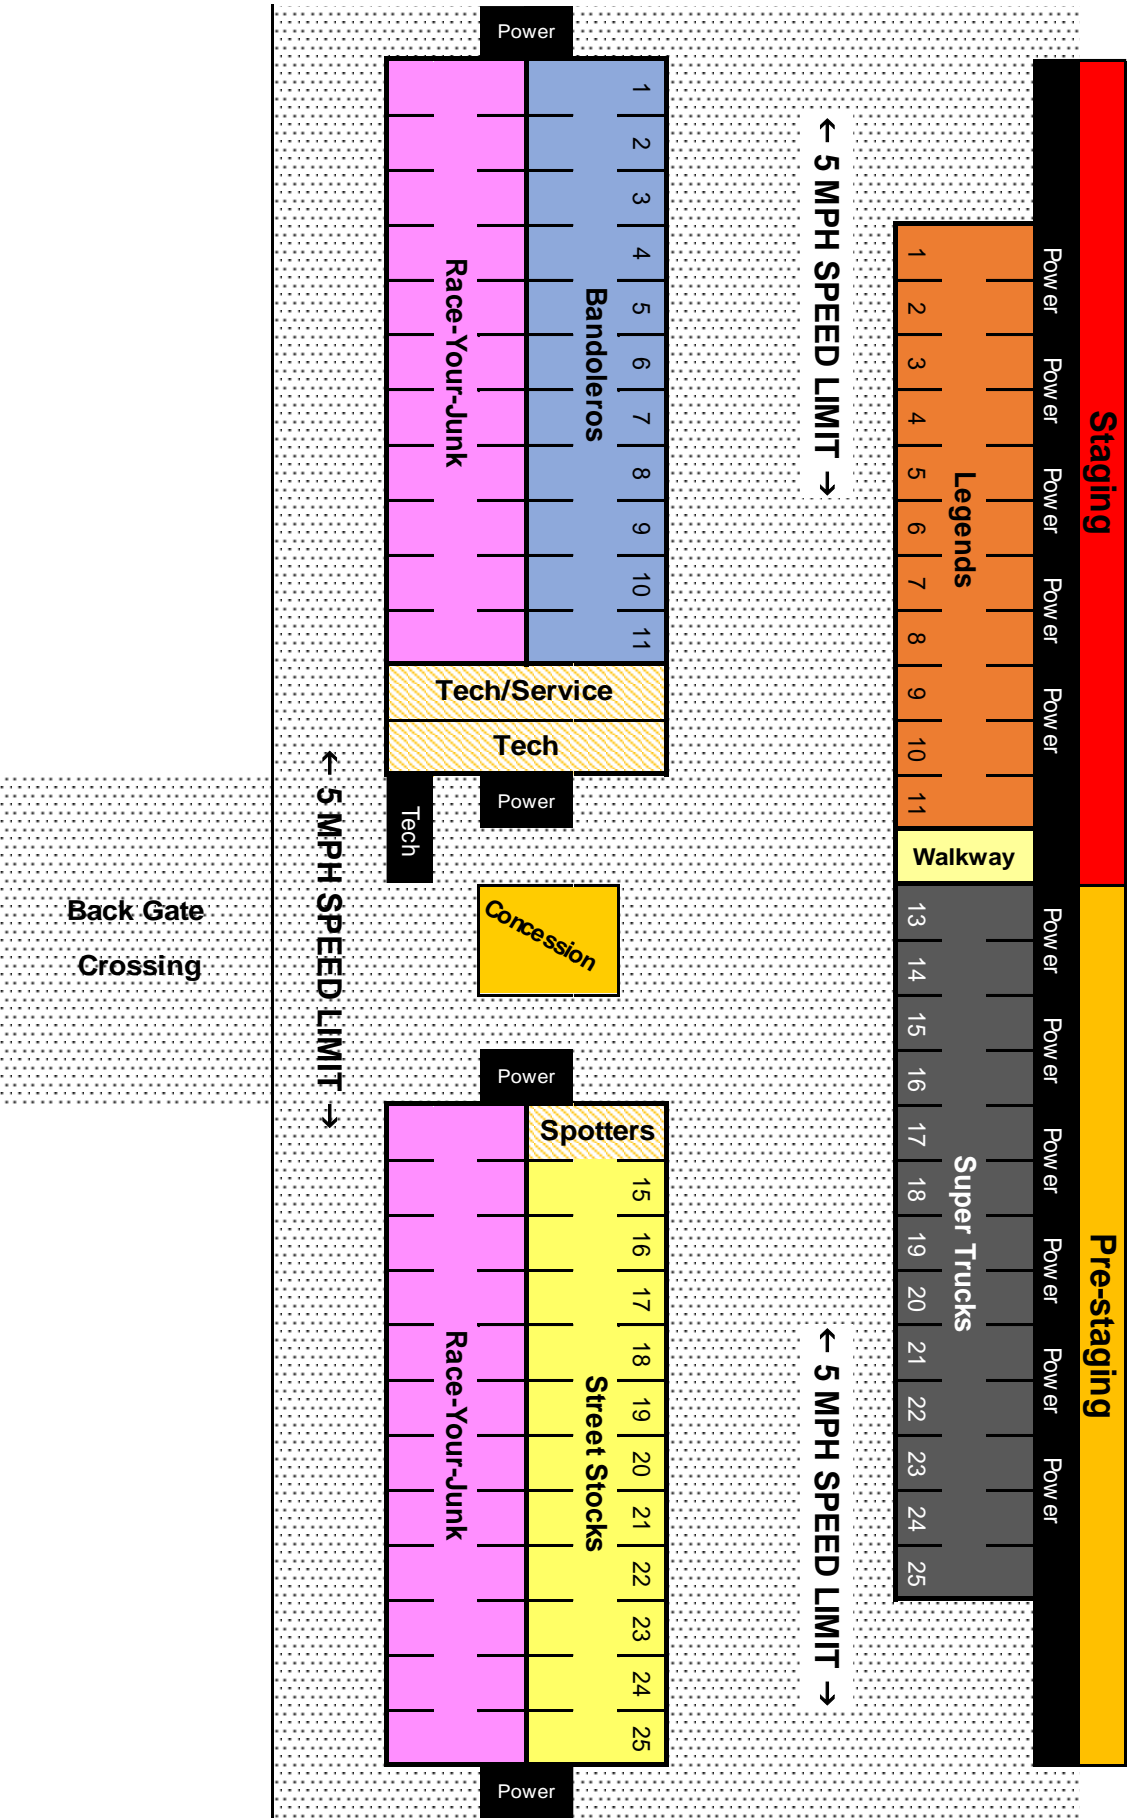 Power
1
2
3
4
5
6
7
8
9
10
11
Bandoleros
Race-Your-Junk
Tech/Service
Tech
Power
Tech
Concession
Back Gate
Crossing
← 5 MPH SPEED LIMIT →
Power
Spotters
15
16
17
18
19
20
21
22
23
24
25
Street Stocks
Race-Your-Junk
Power
← 5 MPH SPEED LIMIT →
← 5 MPH SPEED LIMIT →
1
2
3
4
5
6
7
8
9
10
11
Legends
Walkway
13
14
15
16
17
18
19
20
21
22
23
24
25
Super Trucks
Power
Power
Power
Power
Power
Power
Power
Power
Power
Power
Power
Staging
Pre-staging